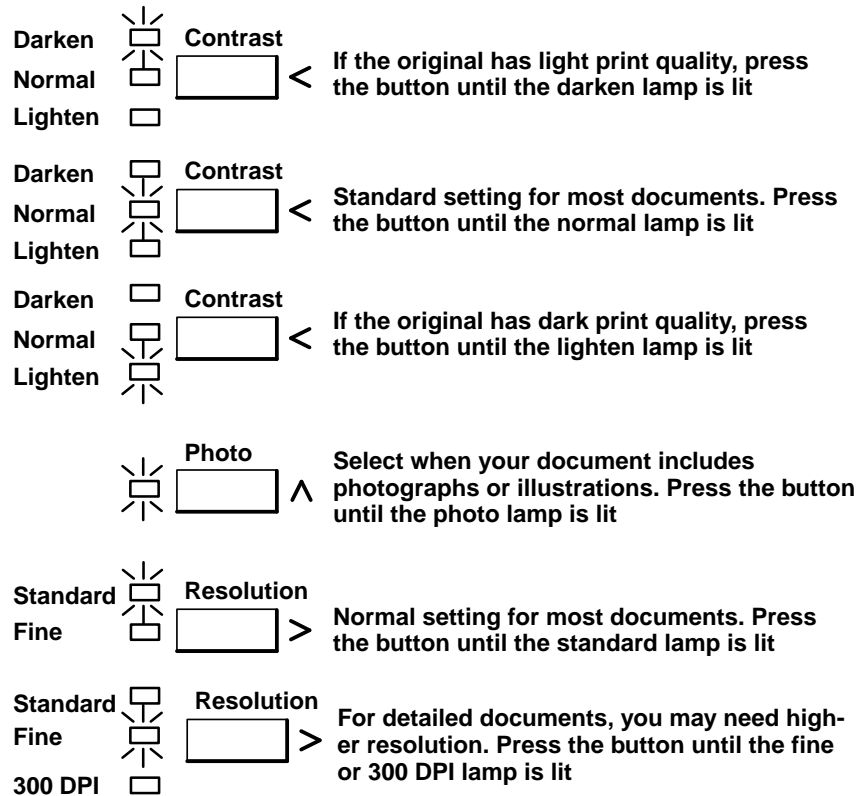 Darken Contrast
If the original has light print quality, press
Normal <
the button until the darken lamp is lit
Lighten
Darken Contrast
Standard setting for most documents. Press
Normal <
the button until the normal lamp is lit
Lighten
Darken Contrast
If the original has dark print quality, press
Normal <
the button until the lighten lamp is lit
Lighten
Photo
Select when your document includes
photographs or illustrations. Press the button
until the photo lamp is lit
Standard Resolution
Normal setting for most documents. Press
Fine >
the button until the standard lamp is lit
Standard Resolution
For detailed documents, you may need high-
Fine >
er resolution. Press the button until the fine
or 300 DPI lamp is lit
300 DPI